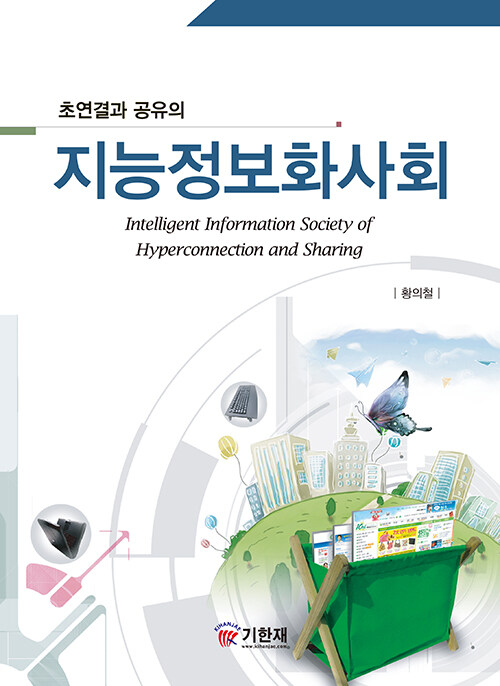 초연결과 공유의
지능정보화사회
Intelligent Information Society of
Hyperconnection and Sharing
| 황의철 |
KIHANJAE
기한재
www.kihanjae.com